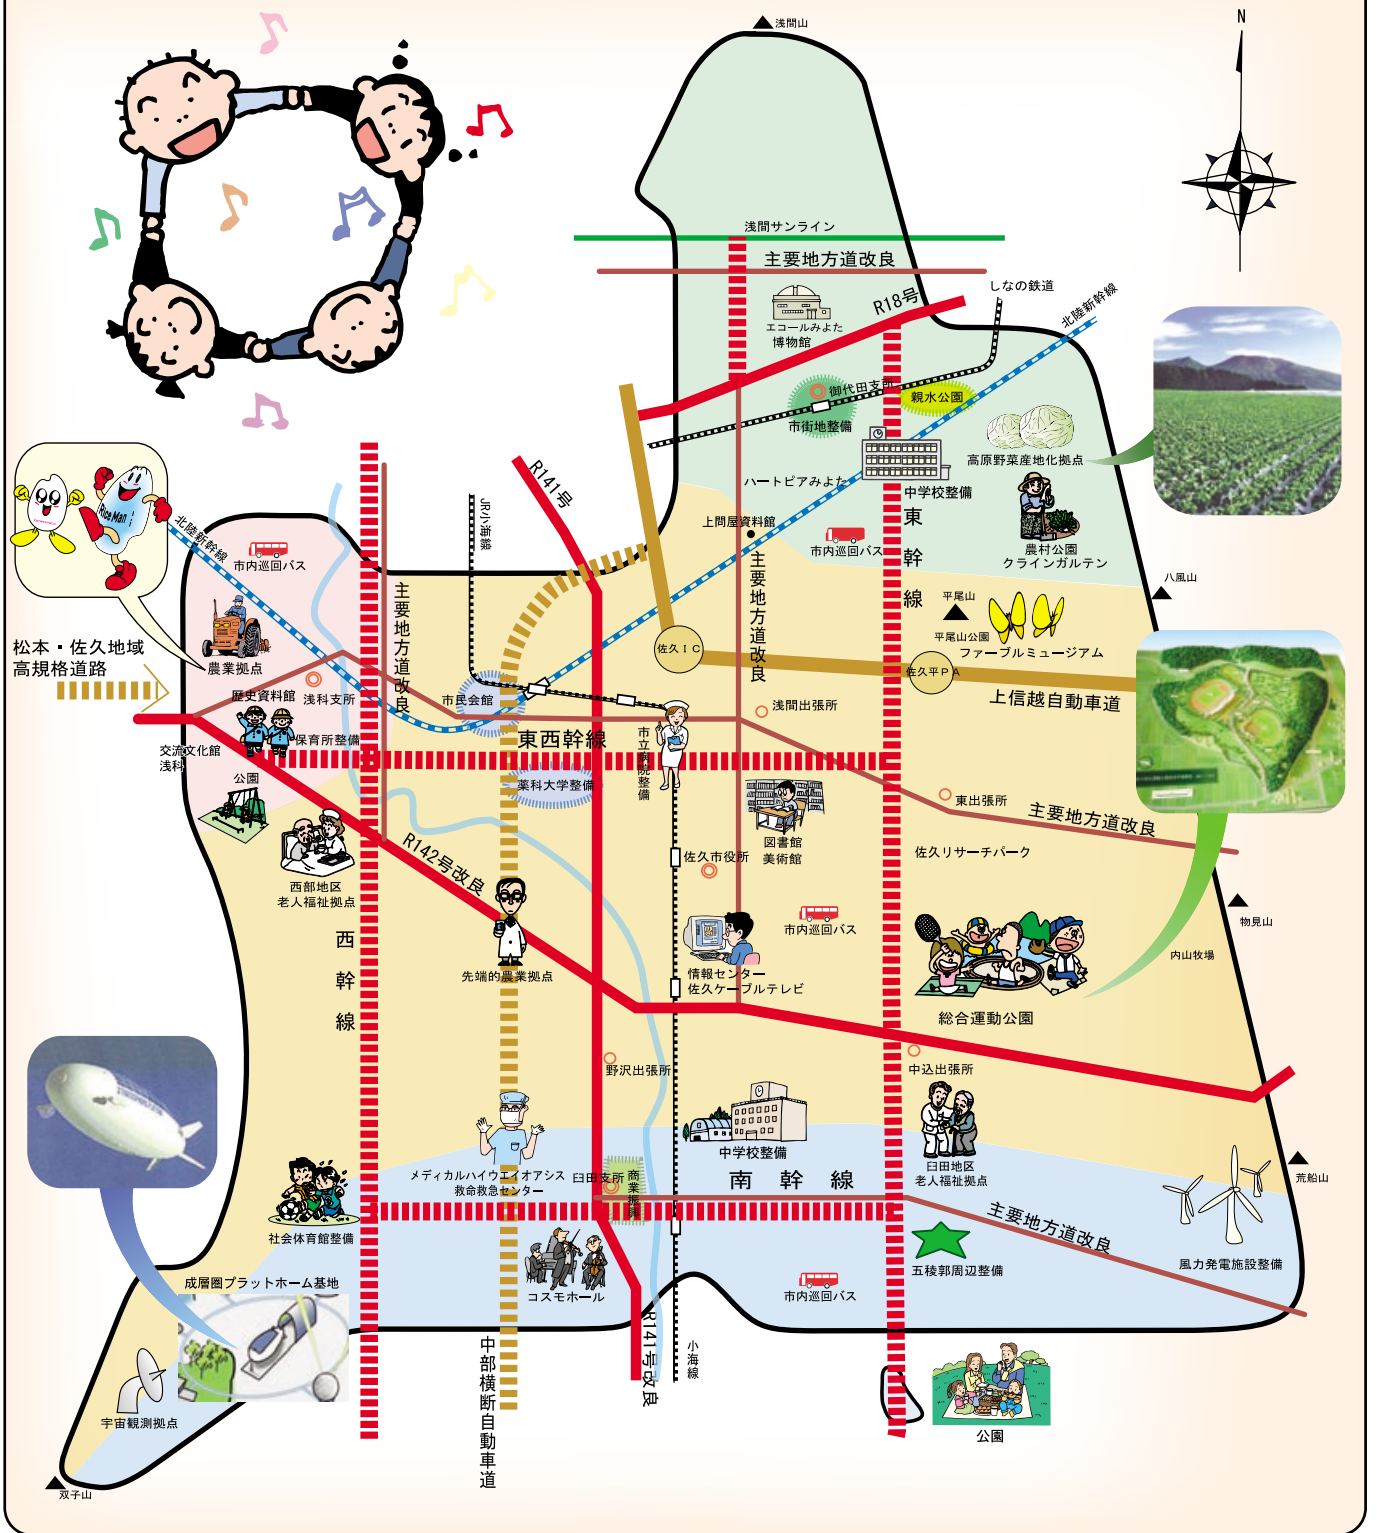 浅間山
N
浅間サンライン
主要地方道改良
しなの鉄道
R18号
北陸新幹線
エコールみよた
博物館
御代田支所
親水公園
市街地整備
高原野菜産地化拠点
中学校整備
ハートピアみよた
R141号
JR小海線
上問屋資料館
市内巡回バス
東幹線
農村公園
クラインガルテン
主要地方道改良
八風山
平尾山
平尾山公園
ファーブルミュージアム
Rice Man
北陸新幹線
市内巡回バス
主要地方道改良
松本・佐久地域
高規格道路
農業拠点
歴史資料館
浅科支所
市民会館
佐久IC
佐久平PA
上信越自動車道
浅間出張所
交流文化館
浅科
保育所整備
東西幹線
市立病院整備
公園
薬科大学整備
東出張所
主要地方道改良
図書館
美術館
佐久リサーチパーク
佐久市役所
R142号改良
西部地区
老人福祉拠点
西幹線
先端的農業拠点
市内巡回バス
情報センター
佐久ケーブルテレビ
物見山
内山牧場
総合運動公園
野沢出張所
中込出張所
中学校整備
メディカルハイウエイオアシス
救命救急センター
臼田支所
商業振興
南幹線
臼田地区
老人福祉拠点
荒船山
主要地方道改良
社会体育館整備
コスモホール
五稜郭周辺整備
風力発電施設整備
市内巡回バス
成層圏プラットホーム基地
R141号改良
小海線
中部横断自動車道
宇宙観測拠点
公園
双子山